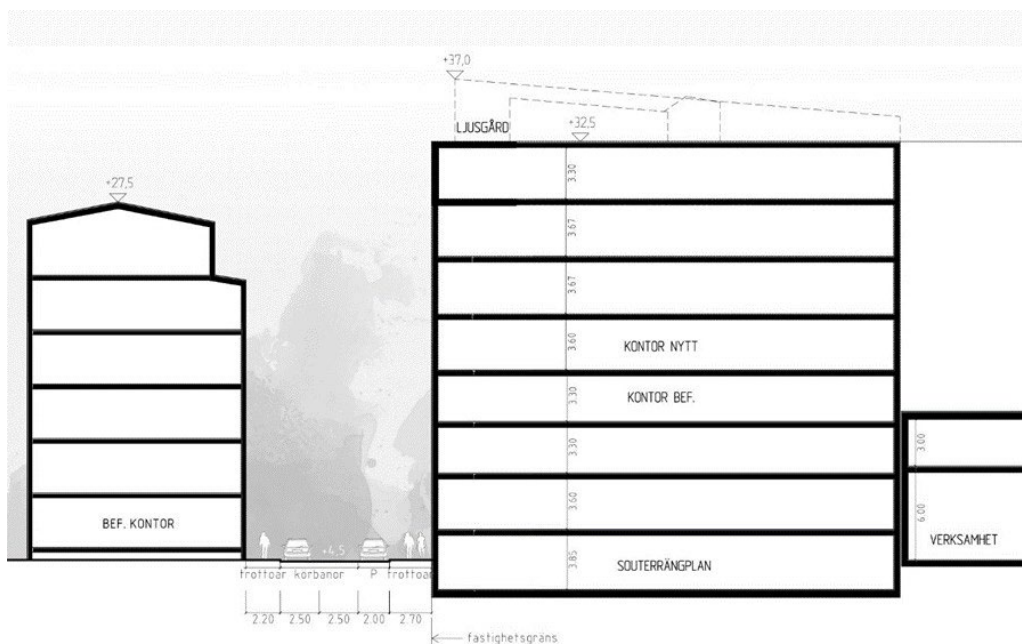 +37,0
LJUSGÅRD
+32,5
3.30
+27,5
3.67
3.67
3.60
KONTOR NYTT
3.30
KONTOR BEF.
3.30
3.00
3.60
6.00
BEF. KONTOR
VERKSAMHET
+4,5
3.85
SOUTERRÄNGPLAN
trottoar körbanor P trottoar
2.20 2.50 2.50 2.00 2.70
fastighetsgräns